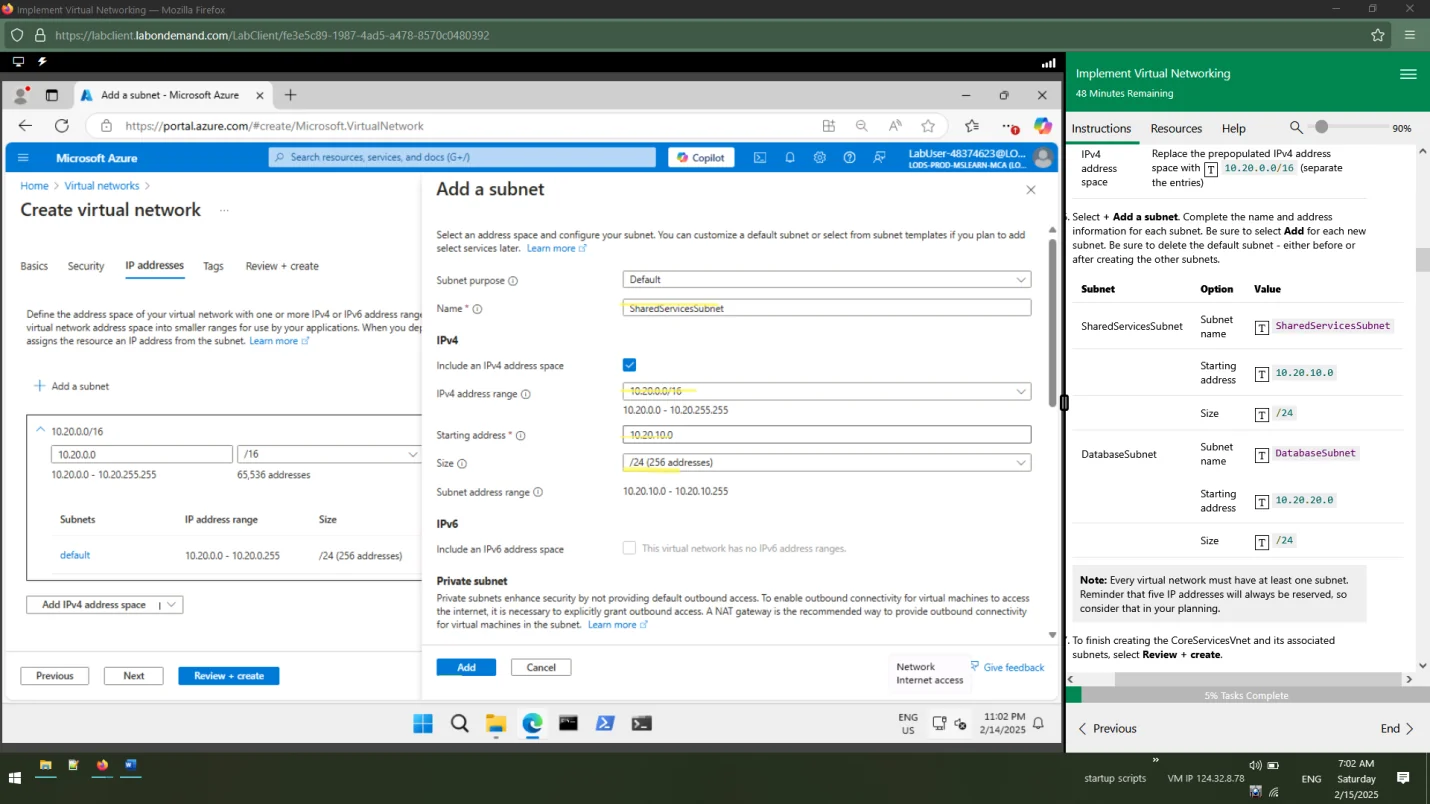 Implement Virtual Networking — Mozilla Firefox
https://labclient.labondemand.com/LabClient/fe3e5c89-1987-4ad5-a478-8570c0480392
Add a subnet - Microsoft Azure
https://portal.azure.com/#create/Microsoft.VirtualNetwork
Microsoft Azure
Search resources, services, and docs (G+/)
Copilot
LabUser-48374623@LO...
LODS-PROD-MSLEARN-MCA (LO...
Home > Virtual networks >
Create virtual network ...
Basics Security IP addresses Tags Review + create
Define the address space of your virtual network with one or more IPv4 or IPv6 address range
virtual network address space into smaller ranges for use by your applications. When you dep
assigns the resource an IP address from the subnet. Learn more
Add a subnet
10.20.0.0/16
10.20.0.0 /16
10.20.0.0 - 10.20.255.255 65,536 addresses
Subnets IP address range Size
default 10.20.0.0 - 10.20.0.255 /24 (256 addresses)
Add IPv4 address space |
Previous Next Review + create
Add a subnet
Select an address space and configure your subnet. You can customize a default subnet or select from subnet templates if you plan to add
select services later. Learn more
Subnet purpose Default
Name * SharedServicesSubnet
IPv4
Include an IPv4 address space
IPv4 address range 10.20.0.0/16
10.20.0.0 - 10.20.255.255
Starting address * 10.20.10.0
Size /24 (256 addresses)
Subnet address range 10.20.10.0 - 10.20.10.255
IPv6
Include an IPv6 address space This virtual network has no IPv6 address ranges.
Private subnet
Private subnets enhance security by not providing default outbound access. To enable outbound connectivity for virtual machines to access
the internet, it is necessary to explicitly grant outbound access. A NAT gateway is the recommended way to provide outbound connectivity
for virtual machines in the subnet. Learn more
Add Cancel
Network
Internet access
Give feedback
ENG
US
11:02 PM
2/14/2025
Implement Virtual Networking
48 Minutes Remaining
Instructions Resources Help 90%
IPv4
address
space
Replace the prepopulated IPv4 address
space with T 10.20.0.0/16 (separate
the entries)
. Select + Add a subnet. Complete the name and address
information for each subnet. Be sure to select Add for each new
subnet. Be sure to delete the default subnet - either before or
after creating the other subnets.
Subnet Option Value
SharedServicesSubnet Subnet name T SharedServicesSubnet
Starting address T 10.20.10.0
Size T /24
DatabaseSubnet Subnet name T DatabaseSubnet
Starting address T 10.20.20.0
Size T /24
Note: Every virtual network must have at least one subnet.
Reminder that five IP addresses will always be reserved, so
consider that in your planning.
. To finish creating the CoreServicesVnet and its associated
subnets, select Review + create.
5% Tasks Complete
Previous End
startup scripts
VM IP 124.32.8.78
ENG
7:02 AM
Saturday
2/15/2025